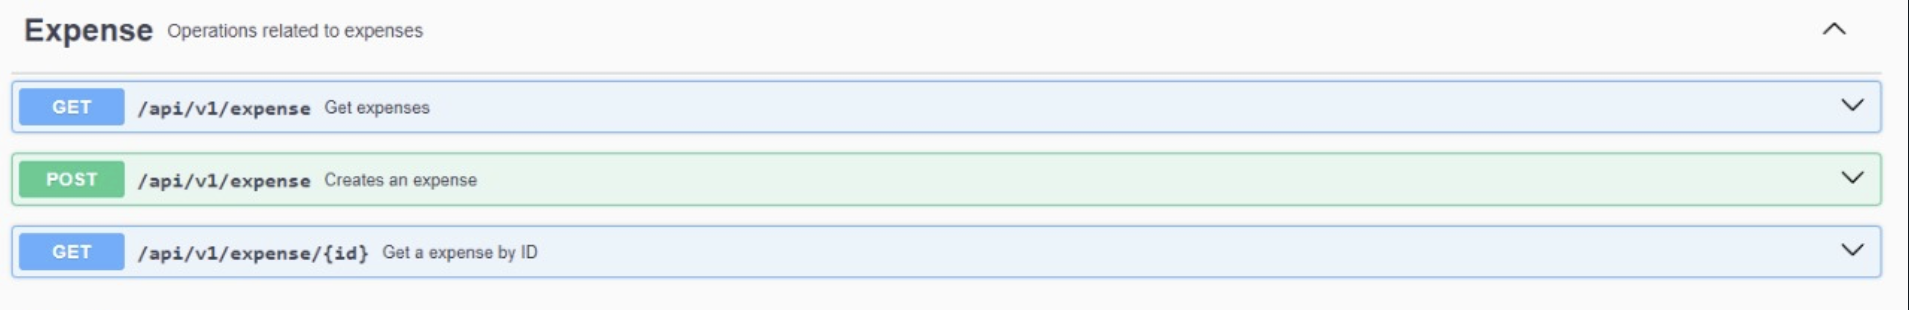 Expense Operations related to expenses
GET /api/v1/expense Get expenses
POST /api/v1/expense Creates an expense
GET /api/v1/expense/{id} Get a expense by ID